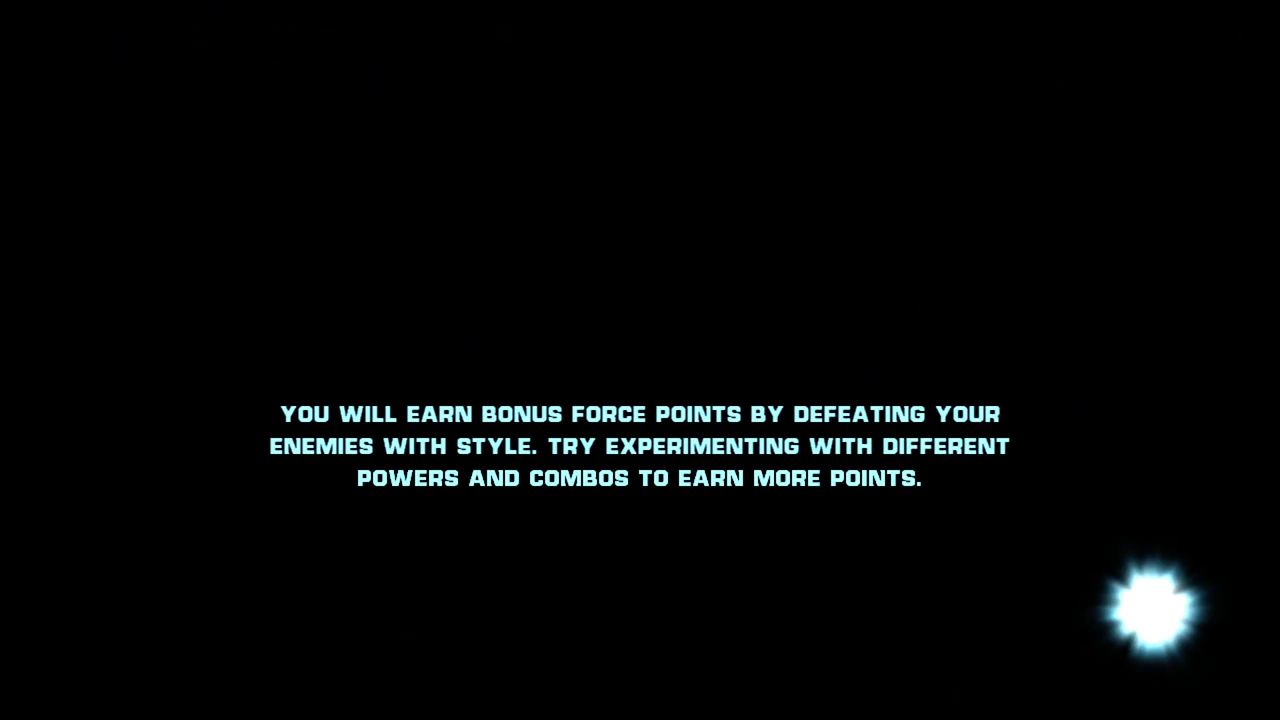 YOU WILL EARN BONUS FORCE POINTS BY DEFEATING YOUR
ENEMIES WITH STYLE. TRY EXPERIMENTING WITH DIFFERENT
POWERS AND COMBOS TO EARN MORE POINTS.